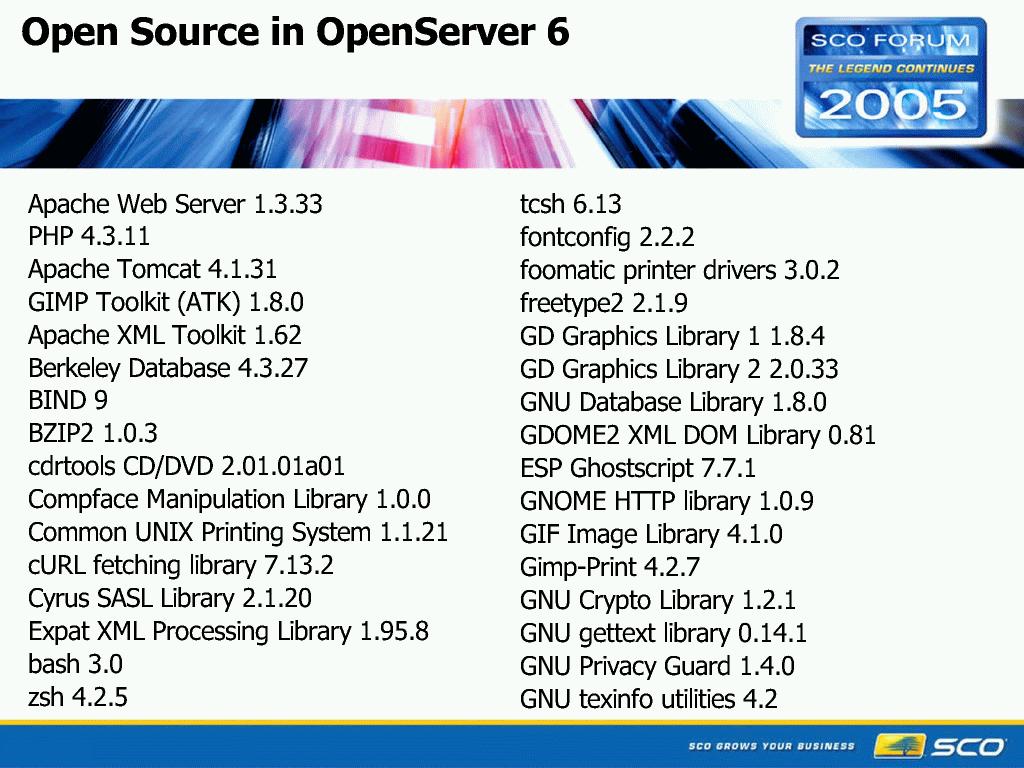 Open Source in OpenServer 6
SCO FORUM
THE LEGEND CONTINUES
2005
Apache Web Server 1.3.33
PHP 4.3.11
Apache Tomcat 4.1.31
GIMP Toolkit (ATK) 1.8.0
Apache XML Toolkit 1.62
Berkeley Database 4.3.27
BIND 9
BZIP2 1.0.3
cdrtools CD/DVD 2.01.01a01
Compface Manipulation Library 1.0.0
Common UNIX Printing System 1.1.21
cURL fetching library 7.13.2
Cyrus SASL Library 2.1.20
Expat XML Processing Library 1.95.8
bash 3.0
zsh 4.2.5
tcsh 6.13
fontconfig 2.2.2
foomatic printer drivers 3.0.2
freetype2 2.1.9
GD Graphics Library 1 1.8.4
GD Graphics Library 2 2.0.33
GNU Database Library 1.8.0
GDOME2 XML DOM Library 0.81
ESP Ghostscript 7.7.1
GNOME HTTP library 1.0.9
GIF Image Library 4.1.0
Gimp-Print 4.2.7
GNU Crypto Library 1.2.1
GNU gettext library 0.14.1
GNU Privacy Guard 1.4.0
GNU texinfo utilities 4.2
SCO GROWS YOUR BUSINESS
SCO